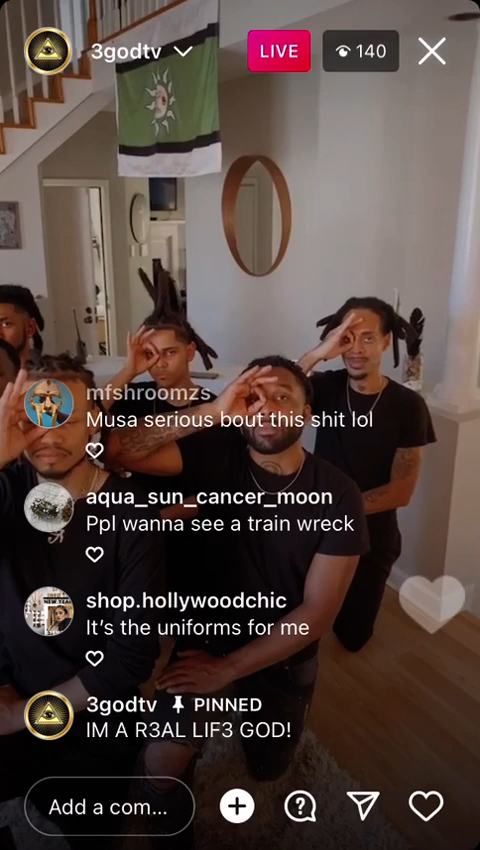 3godtv
LIVE
140
mfshroomzs
Musa serious bout this shit lol
aqua_sun_cancer_moon
Ppl wanna see a train wreck
shop.hollywoodchic
It's the uniforms for me
3godtv PINNED
IM A R3AL LIF3 GOD!
Add a com...